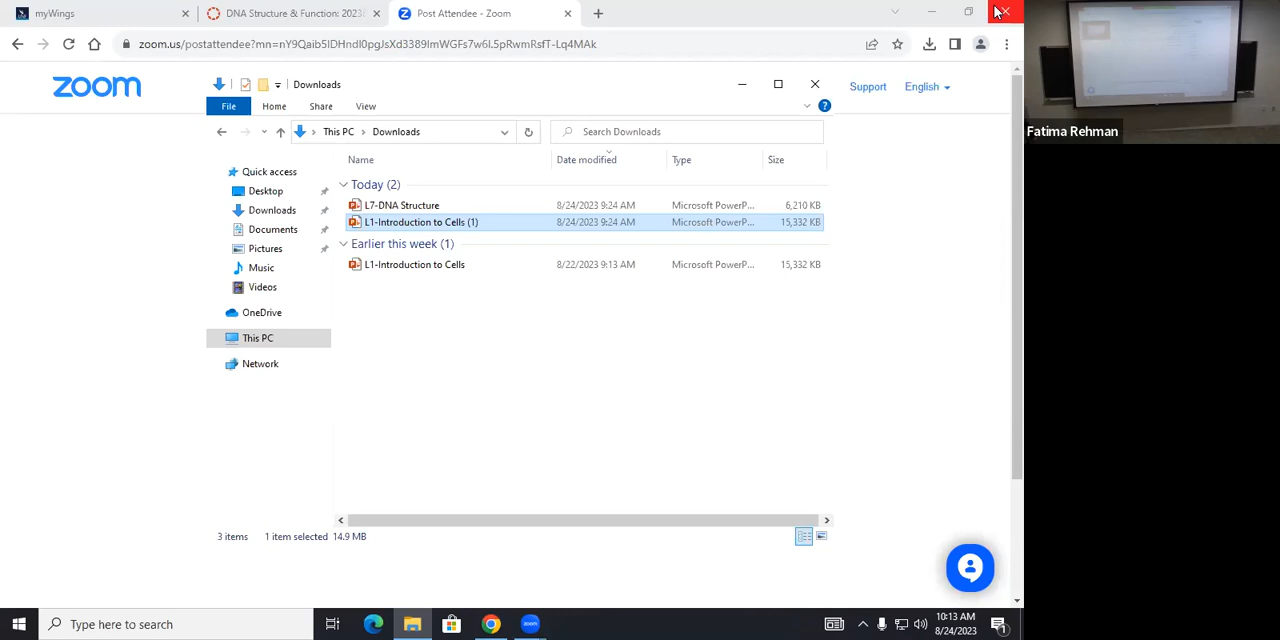 myWings
DNA Structure & Function: 2023
Post Attendee - Zoom
zoom.us/postattendee?mn=nY9Qaib5lDHndl0pgJsXd3389lmWGFs7w6l.5pRwmRsfT-Lq4MAk
zoom
Downloads
Support
English
File
Home
Share
View
This PC
Downloads
Search Downloads
Name
Date modified
Type
Size
Quick access
Desktop
Downloads
Documents
Pictures
Music
Videos
OneDrive
This PC
Network
Today (2)
L7-DNA Structure 8/24/2023 9:24 AM Microsoft PowerP... 6,210 KB
L1-Introduction to Cells (1) 8/24/2023 9:24 AM Microsoft PowerP... 15,332 KB
Earlier this week (1)
L1-Introduction to Cells 8/22/2023 9:13 AM Microsoft PowerP... 15,332 KB
3 items 1 item selected 14.9 MB
Fatima Rehman
Type here to search
zoom
10:13 AM
8/24/2023
1